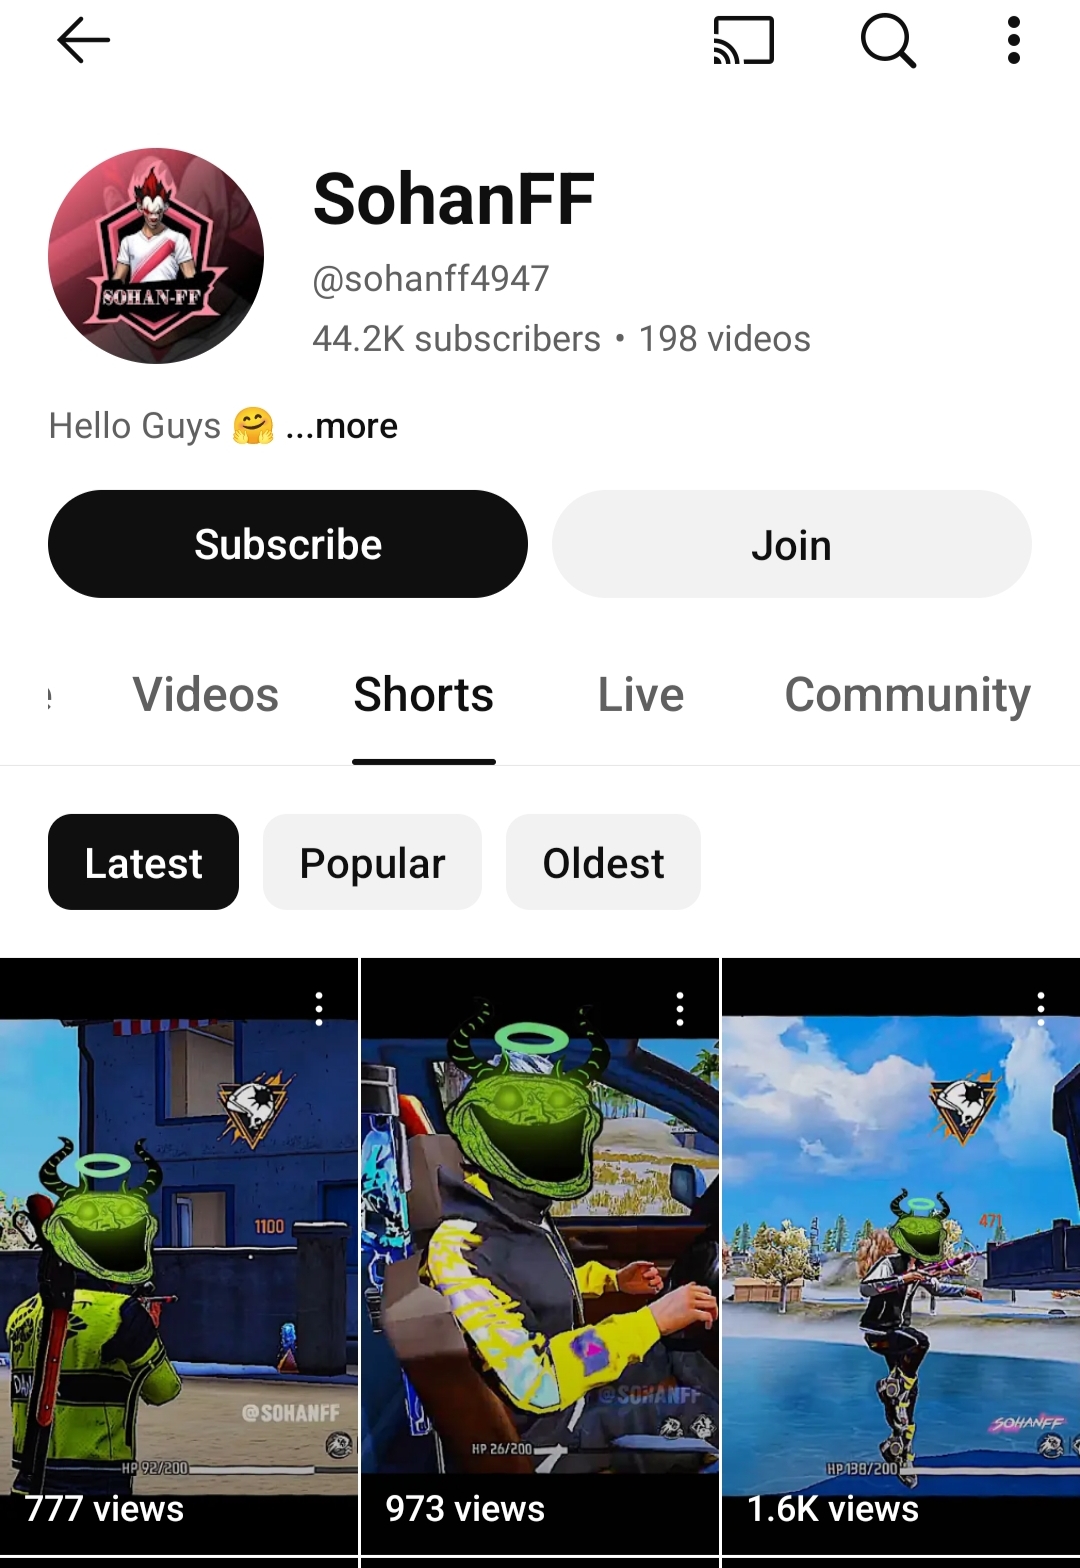 SOHAN-FF
SohanFF
@sohanff4947
44.2K subscribers • 198 videos
Hello Guys 🤗 ...more
Subscribe
Join
Videos
Shorts
Live
Community
Latest
Popular
Oldest
1100
@SOHANFF
HP 92/200
777 views
@SOHANFF
HP 26/200
973 views
471
SOHANFF
HP 138/200
1.6K views